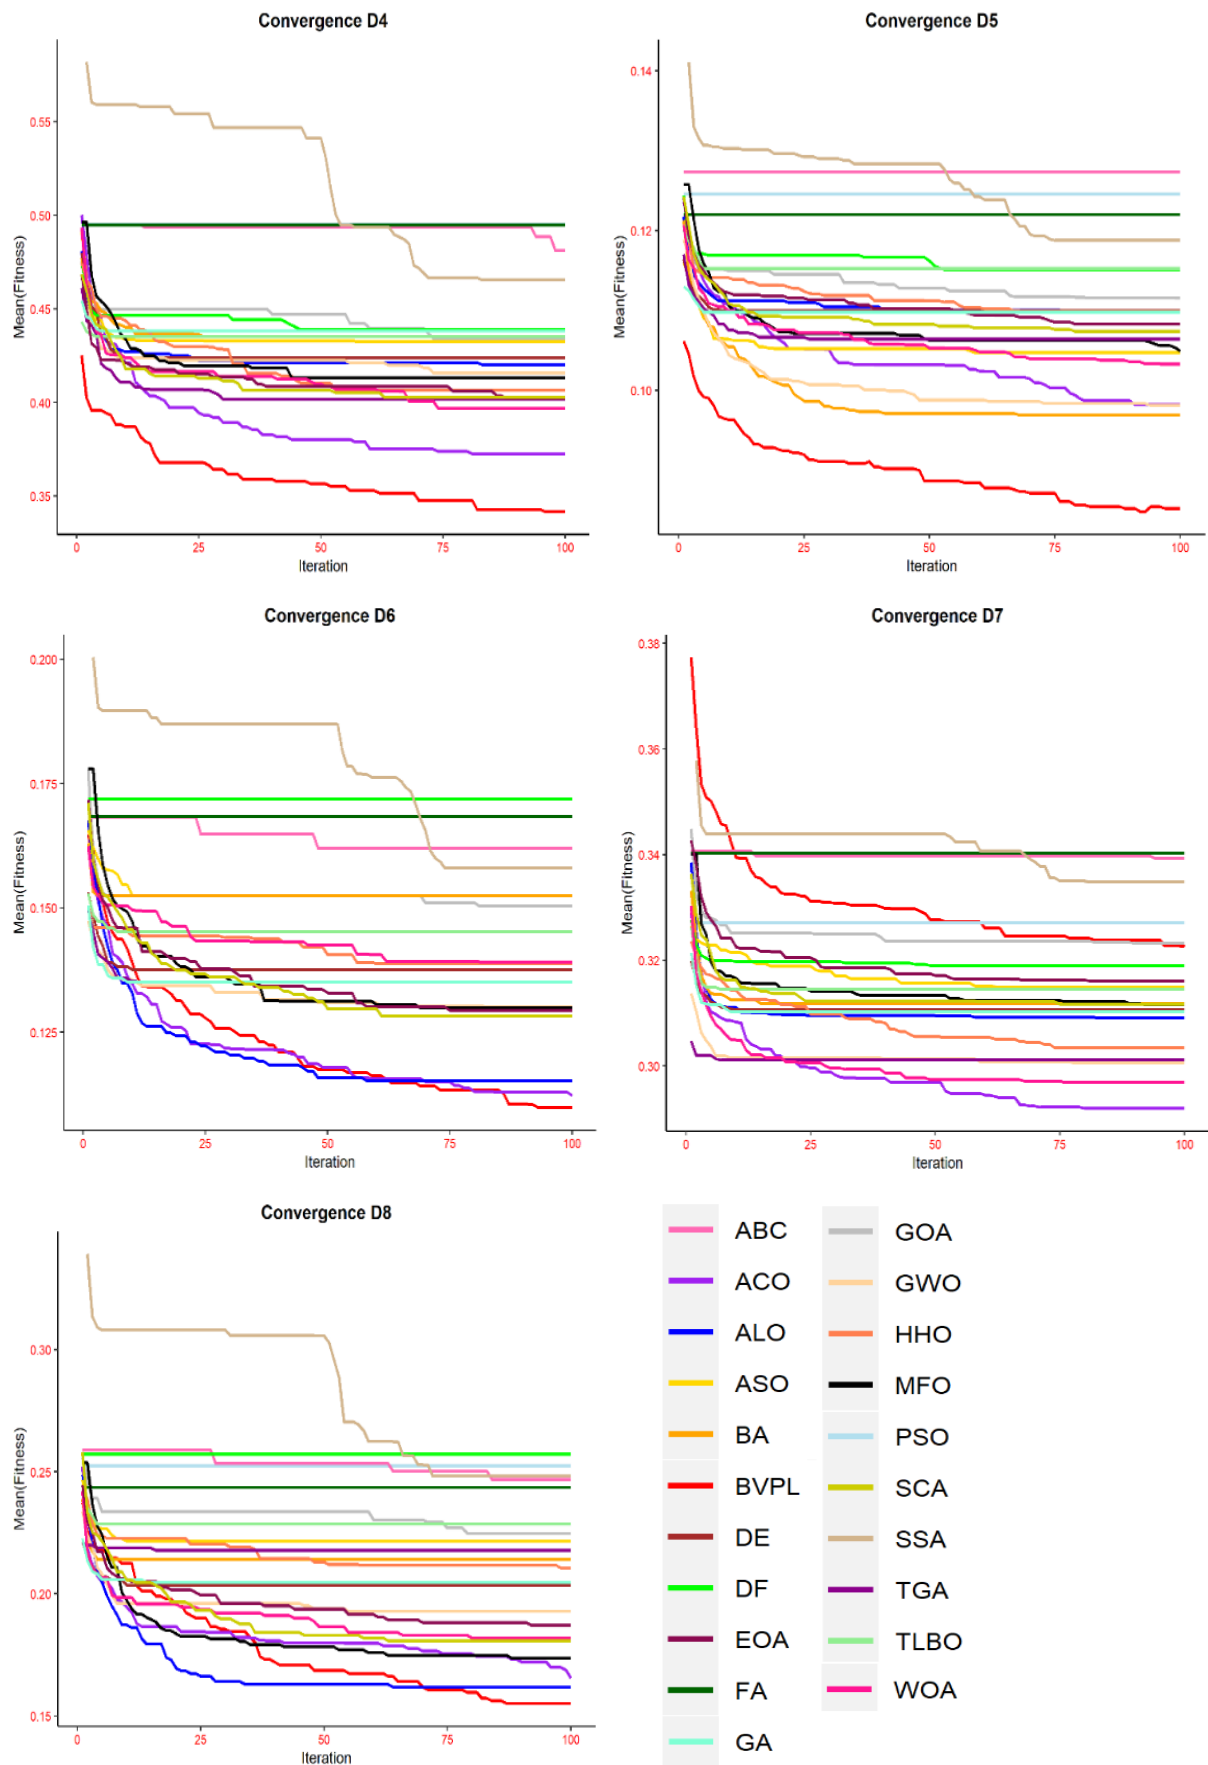 Convergence D4
Mean(Fitness)
0.55
0.50
0.45
0.40
0.35
0
25
50
75
100
Iteration
Convergence D5
Mean(Fitness)
0.14
0.12
0.10
0
25
50
75
100
Iteration
Convergence D6
Mean(Fitness)
0.200
0.175
0.150
0.125
0
25
50
75
100
Iteration
Convergence D7
Mean(Fitness)
0.38
0.36
0.34
0.32
0.30
0
25
50
75
100
Iteration
Convergence D8
Mean(Fitness)
0.30
0.25
0.20
0.15
0
25
50
75
100
Iteration
ABC
ACO
ALO
ASO
BA
BVPL
DE
DF
EOA
FA
GA
GOA
GWO
HHO
MFO
PSO
SCA
SSA
TGA
TLBO
WOA